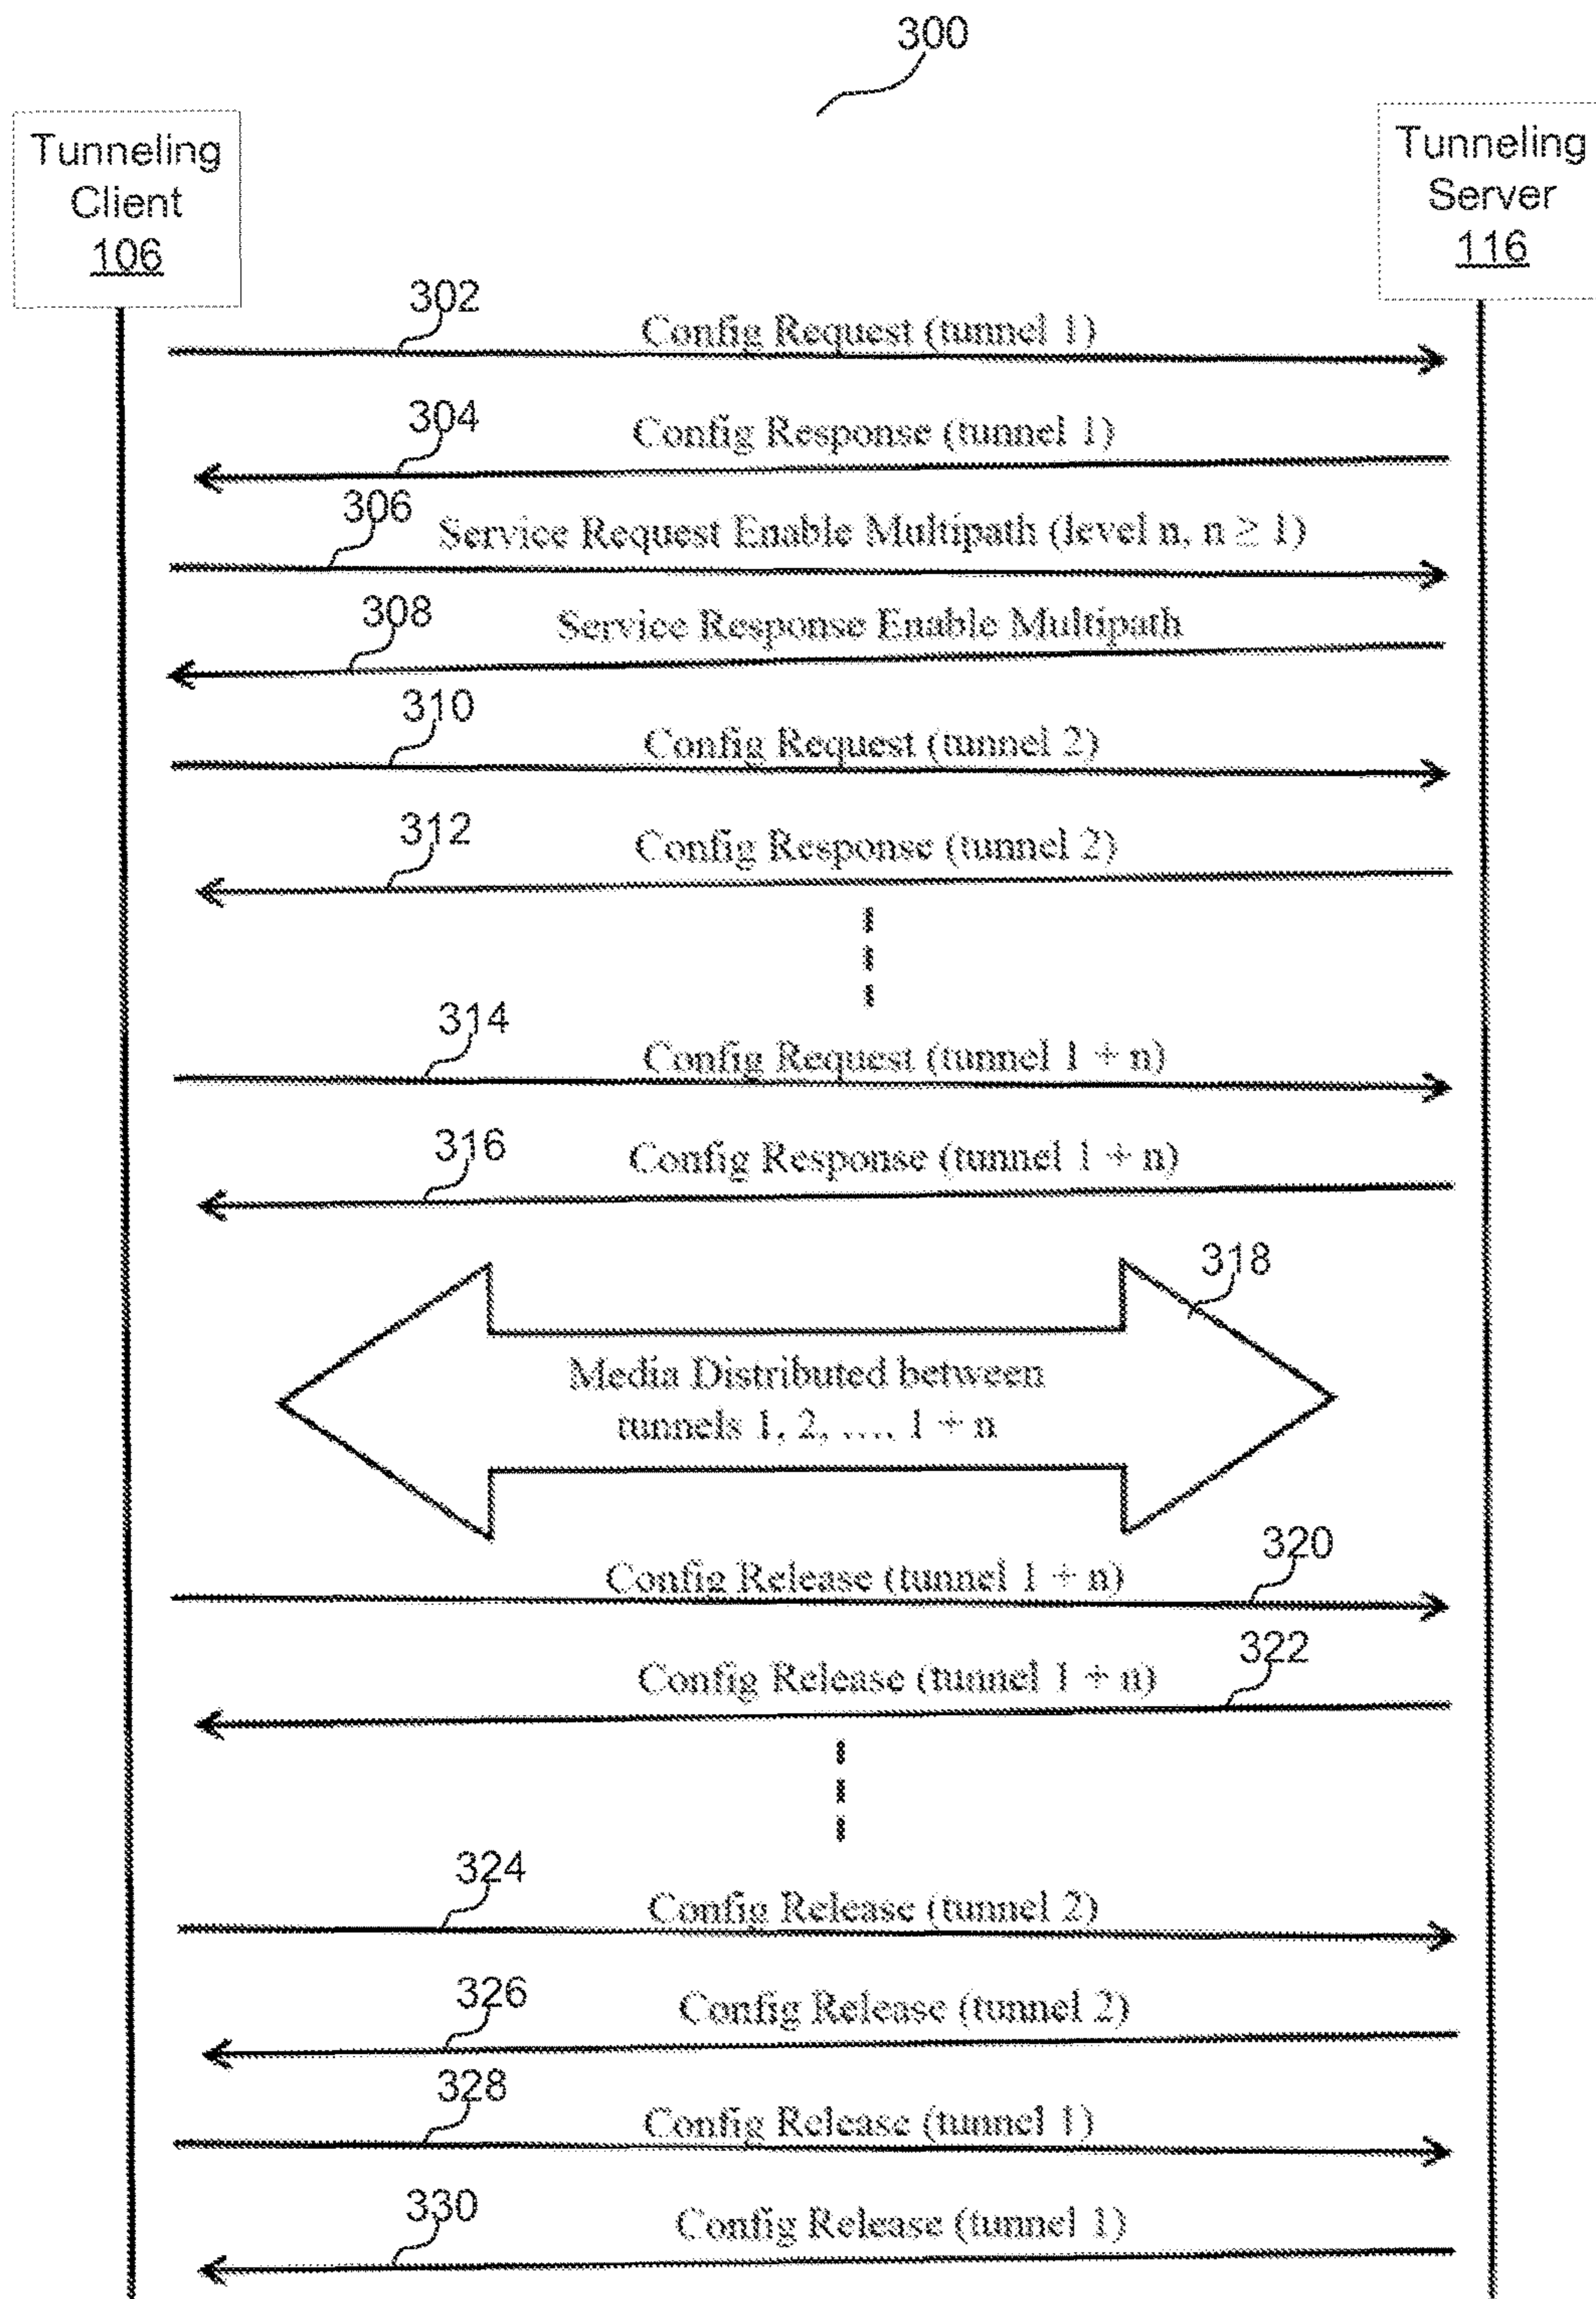 300
Tunneling
Client
106
Tunneling
Server
116
302
Config Request (tunnel 1)
304
Config Response (tunnel 1)
306
Service Request Enable Multipath (level n, n ≥ 1)
308
Service Response Enable Multipath
310
Config Request (tunnel 2)
312
Config Response (tunnel 2)
314
Config Request (tunnel 1 + n)
316
Config Response (tunnel 1 + n)
318
Media Distributed between
tunnels 1, 2, …, 1 + n
320
Config Release (tunnel 1 + n)
322
Config Release (tunnel 1 + n)
324
Config Release (tunnel 2)
326
Config Release (tunnel 2)
328
Config Release (tunnel 1)
330
Config Release (tunnel 1)